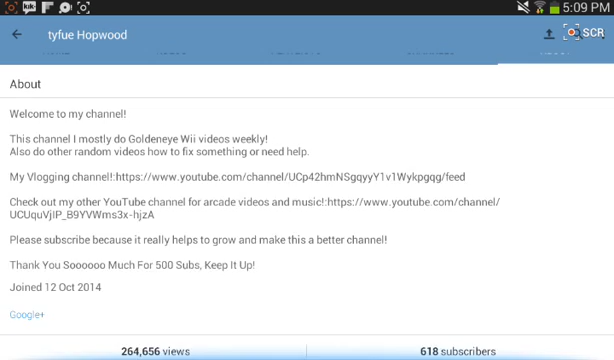 kik
5:09 PM
tyfue Hopwood
SCR
About
Welcome to my channel!
This channel I mostly do Goldeneye Wii videos weekly!
Also do other random videos how to fix something or need help.
My Vlogging channel!:https://www.youtube.com/channel/UCp42hmNSgqyyY1v1Wykpgqg/feed
Check out my other YouTube channel for arcade videos and music!:https://www.youtube.com/channel/
UCUquVjIP_B9YVWms3x-hjzA
Please subscribe because it really helps to grow and make this a better channel!
Thank You Soooooo Much For 500 Subs, Keep It Up!
Joined 12 Oct 2014
Google+
264,656 views
618 subscribers